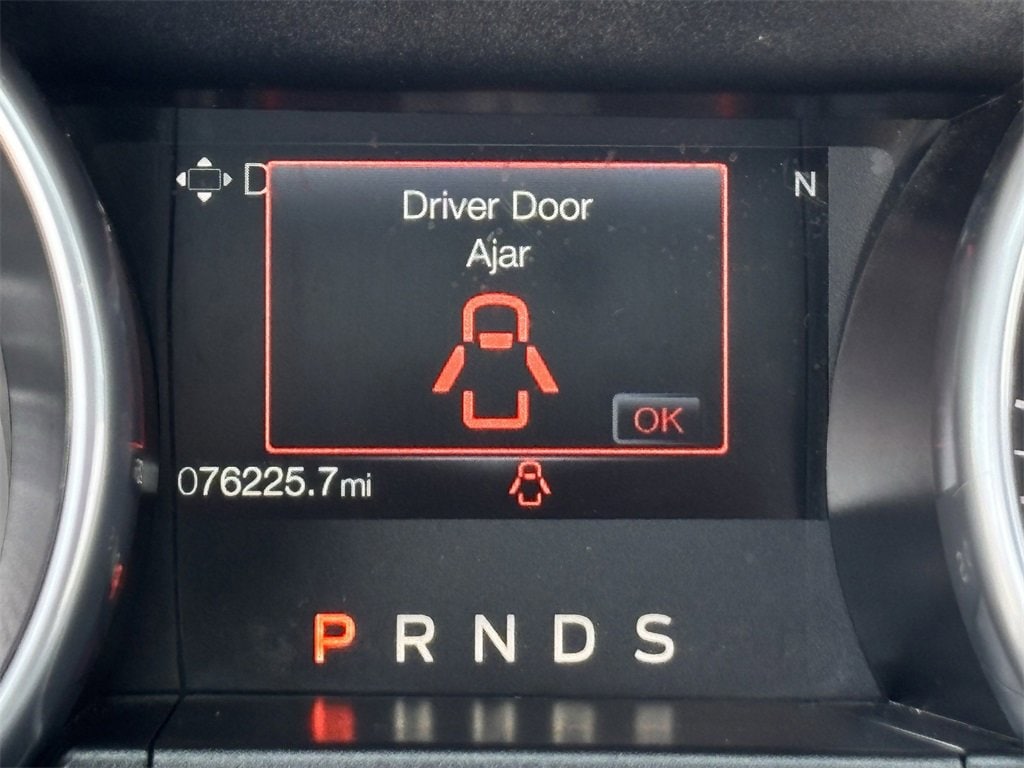 D
N
Driver Door
Ajar
OK
076225.7mi
P R N D S